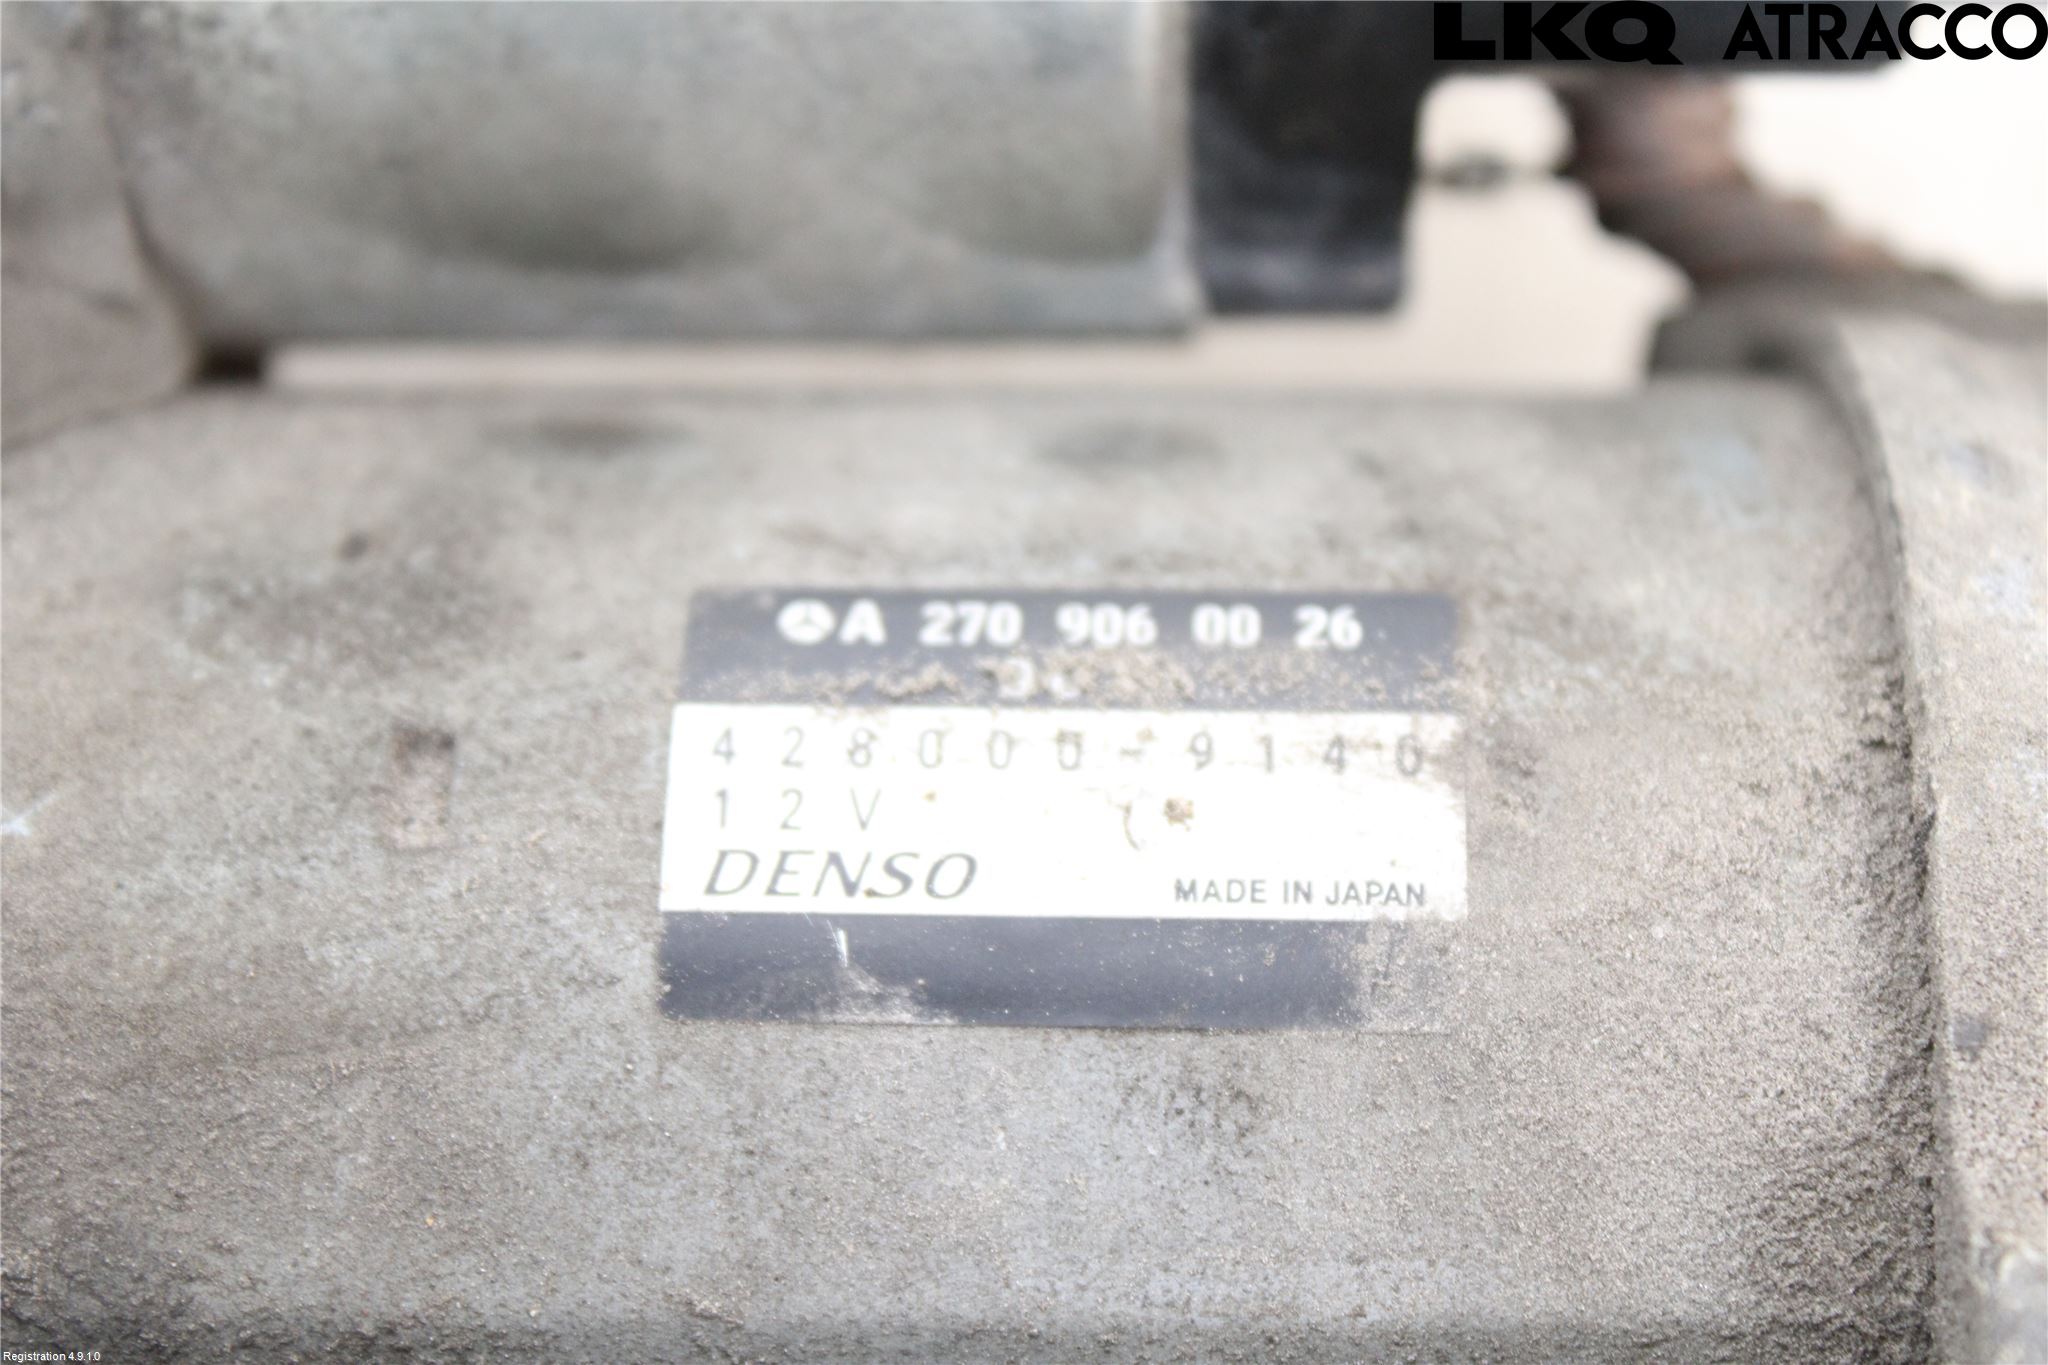 LKQ ATRACCO
A 270 906 00 26
428000-9140
12V
DENSO
MADE IN JAPAN
Registration 4.9.1.0